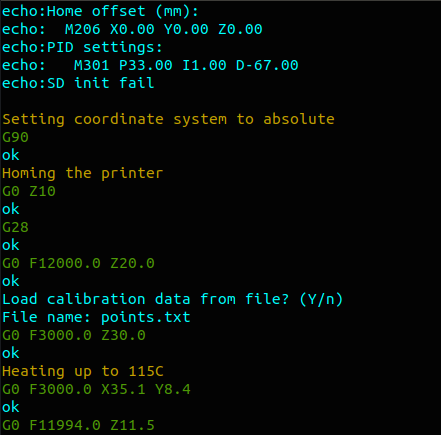 echo:Home offset (mm):
echo:  M206 X0.00 Y0.00 Z0.00
echo:PID settings:
echo:   M301 P33.00 I1.00 D-67.00
echo:SD init fail
Setting coordinate system to absolute
G90
ok
Homing the printer
G0 Z10
ok
G28
ok
G0 F12000.0 Z20.0
ok
Load calibration data from file? (Y/n)
File name: points.txt
G0 F3000.0 Z30.0
ok
Heating up to 115C
G0 F3000.0 X35.1 Y8.4
ok
G0 F11994.0 Z11.5